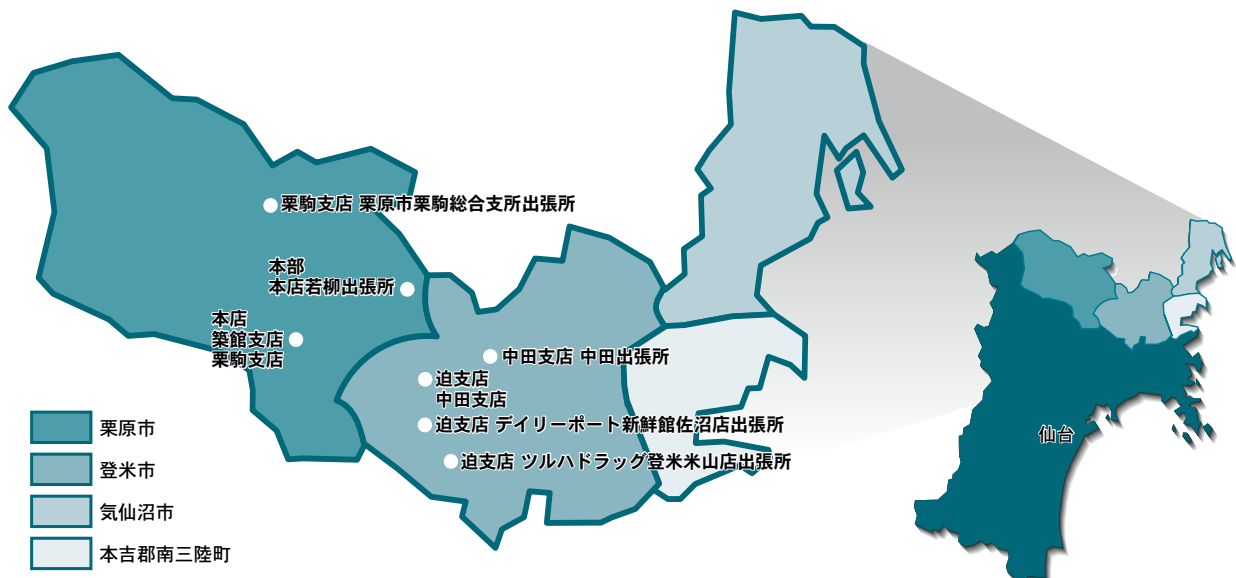 栗駒支店 栗原市栗駒総合支所出張所
本部
本店若柳出張所
本店
築館支店
栗駒支店
中田支店 中田出張所
迫支店
中田支店
迫支店 デイリーポート新鮮館佐沼店出張所
迫支店 ツルハドラッグ登米米山店出張所
仙台
栗原市
登米市
気仙沼市
本吉郡南三陸町